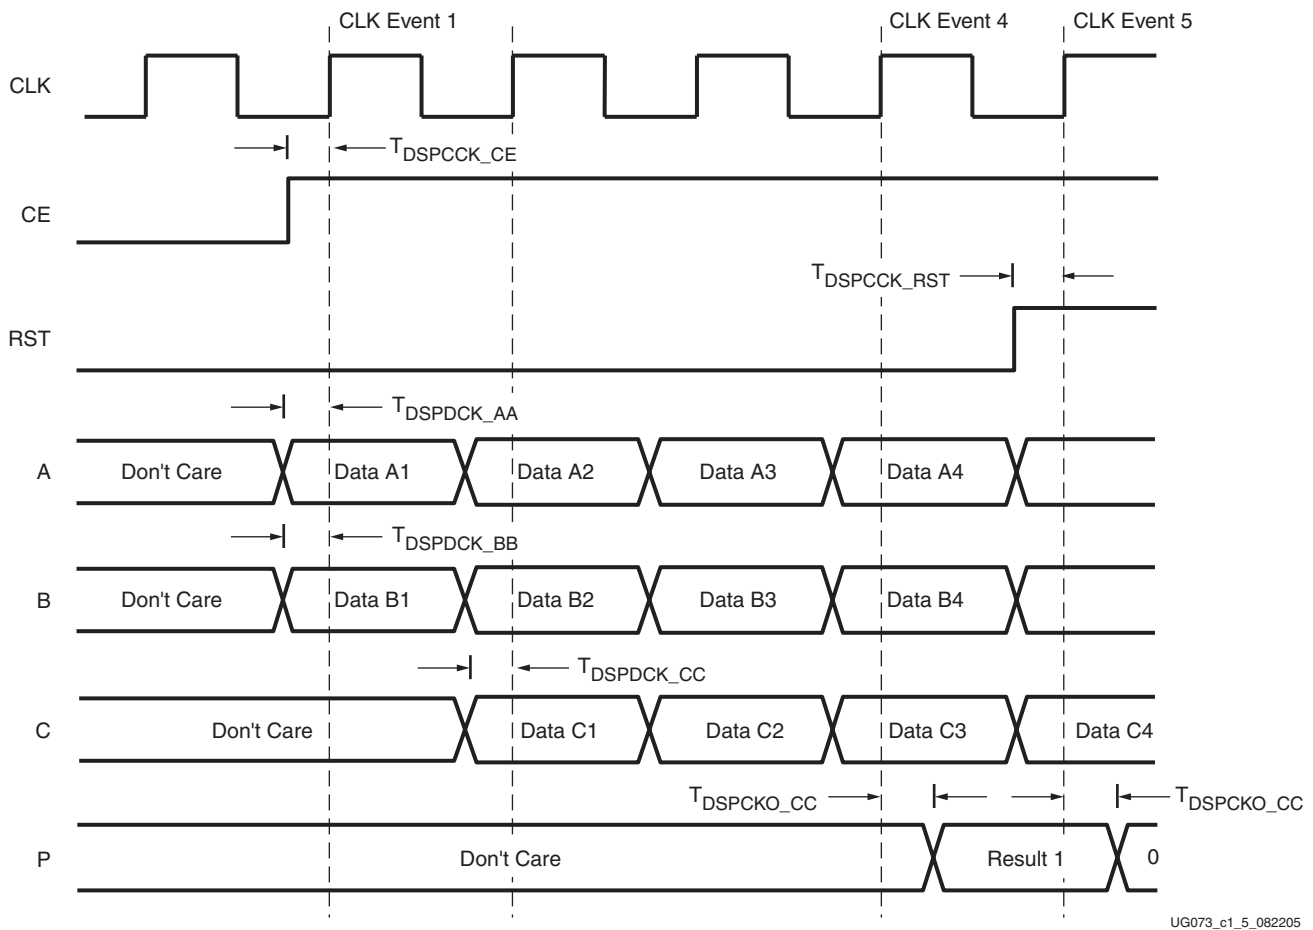 CLK Event 1
CLK Event 4
CLK Event 5
CLK
TDSPCCK_CE
CE
TDSPCCK_RST
RST
TDSPDCK_AA
A
Don't Care
Data A1
Data A2
Data A3
Data A4
TDSPDCK_BB
B
Don't Care
Data B1
Data B2
Data B3
Data B4
TDSPDCK_CC
C
Don't Care
Data C1
Data C2
Data C3
Data C4
TDSPCKO_CC
TDSPCKO_CC
P
Don't Care
Result 1
0
UG073_c1_5_082205